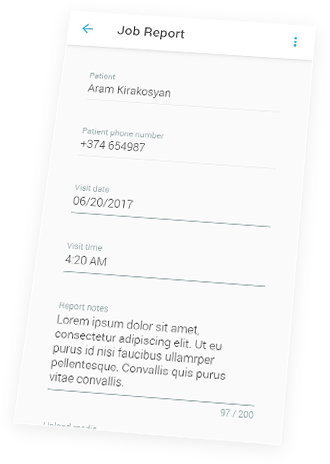 Job Report
Patient
Aram Kirakosyan
Patient phone number
+374 654987
Visit date
06/20/2017
Visit time
4:20 AM
Report notes
Lorem ipsum dolor sit amet,
consectetur adipiscing elit. Ut eu
purus id nisi faucibus ullamrper
pellentesque. Convallis quis purus
vitae convallis.
97 / 200